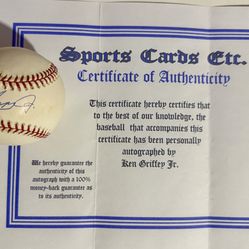 Sports Cards Etc.
Certificate of Authenticity
This certificate hereby certifies that
to the best of our knowledge, the
baseball that accompanies this
certificate has been personally
autographed by
Ken Griffey Jr.
We hereby guarantee the
authenticity of this
autograph with a 100%
money-back guarantee as
to its authenticity.